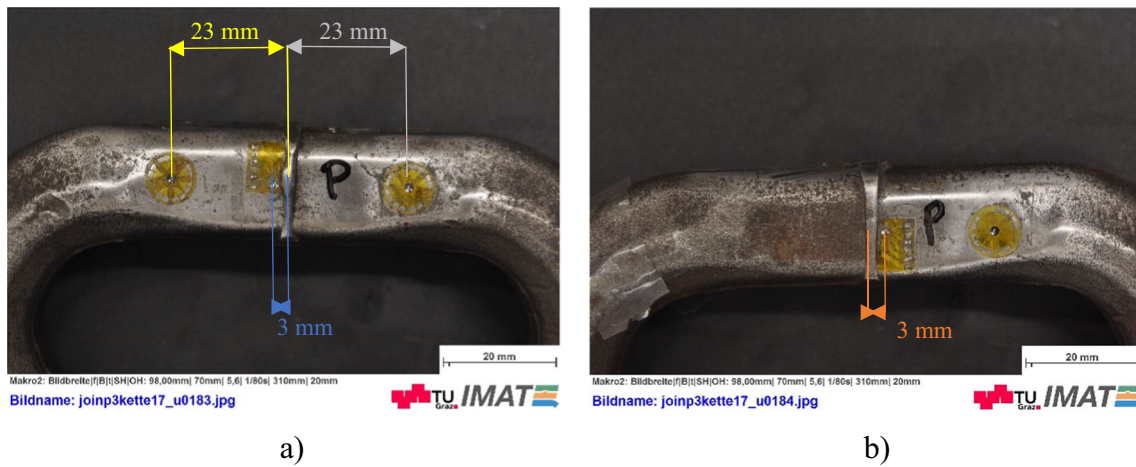 23 mm
23 mm
P
3 mm
20 mm
Makro2: Bildbreite|f|B|t|SH|OH: 98,00mm| 70mm| 5,6| 1/80s| 310mm| 20mm
Bildname: joinp3kette17_u0183.jpg
TU
Graz
IMAT
a)
P
3 mm
20 mm
Makro2: Bildbreite|f|B|t|SH|OH: 98,00mm| 70mm| 5,6| 1/80s| 310mm| 20mm
Bildname: joinp3kette17_u0184.jpg
TU
Graz
IMAT
b)